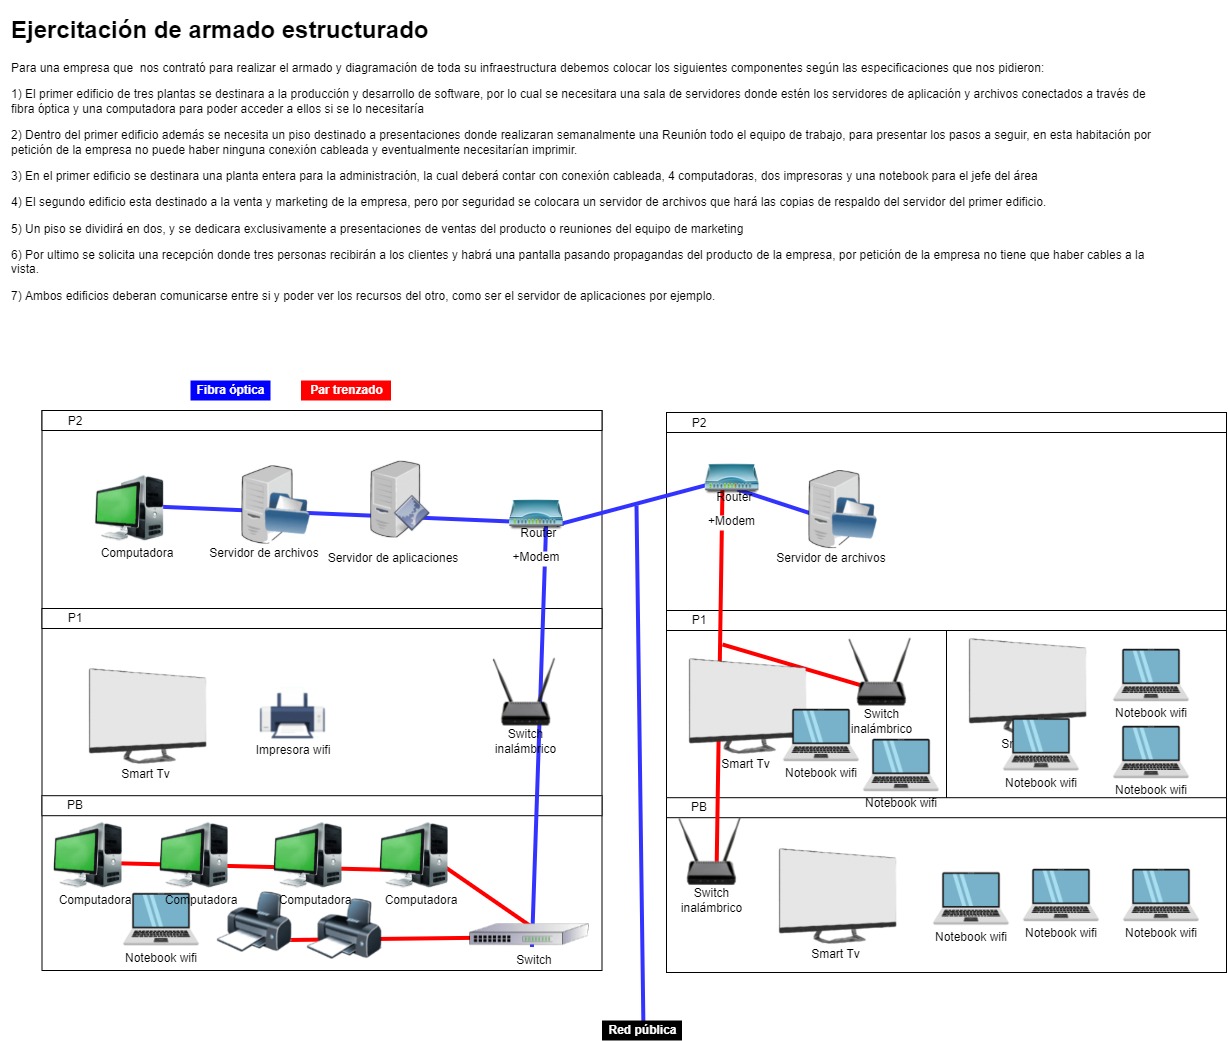 Ejercitación de armado estructurado
Para una empresa que  nos contrató para realizar el armado y diagramación de toda su infraestructura debemos colocar los siguientes componentes según las especificaciones que nos pidieron:
1) El primer edificio de tres plantas se destinara a la producción y desarrollo de software, por lo cual se necesitara una sala de servidores donde estén los servidores de aplicación y archivos conectados a través de
fibra óptica y una computadora para poder acceder a ellos si se lo necesitaría
2) Dentro del primer edificio además se necesita un piso destinado a presentaciones donde realizaran semanalmente una Reunión todo el equipo de trabajo, para presentar los pasos a seguir, en esta habitación por
petición de la empresa no puede haber ninguna conexión cableada y eventualmente necesitarían imprimir.
3) En el primer edificio se destinara una planta entera para la administración, la cual deberá contar con conexión cableada, 4 computadoras, dos impresoras y una notebook para el jefe del área
4) El segundo edificio esta destinado a la venta y marketing de la empresa, pero por seguridad se colocara un servidor de archivos que hará las copias de respaldo del servidor del primer edificio.
5) Un piso se dividirá en dos, y se dedicara exclusivamente a presentaciones de ventas del producto o reuniones del equipo de marketing
6) Por ultimo se solicita una recepción donde tres personas recibirán a los clientes y habrá una pantalla pasando propagandas del producto de la empresa, por petición de la empresa no tiene que haber cables a la
vista.
7) Ambos edificios deberan comunicarse entre si y poder ver los recursos del otro, como ser el servidor de aplicaciones por ejemplo.
Fibra óptica
Par trenzado
P2
Computadora
Servidor de archivos
Servidor de aplicaciones
Router
+Modem
P1
Smart Tv
Impresora wifi
Switch
inalámbrico
PB
Computadora
Computadora
Computadora
Computadora
Notebook wifi
Switch
P2
Router
+Modem
Servidor de archivos
P1
Smart Tv
Switch
inalámbrico
Notebook wifi
Notebook wifi
Notebook wifi
Notebook wifi
Notebook wifi
PB
Switch
inalámbrico
Smart Tv
Notebook wifi
Notebook wifi
Notebook wifi
Red pública